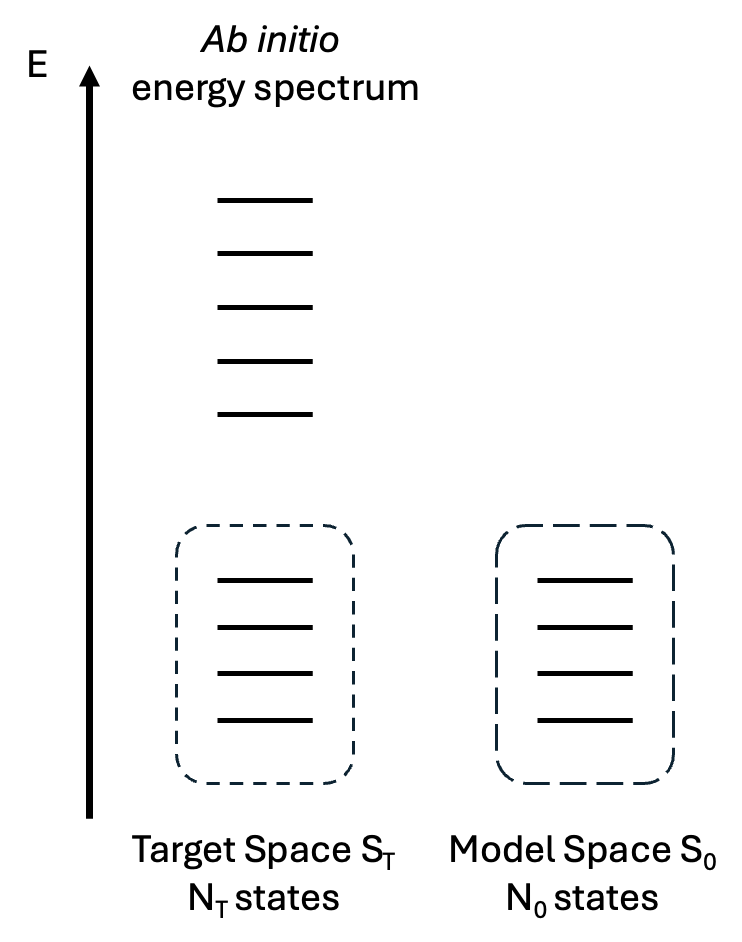 Ab initio
E
energy spectrum
Target Space S_T
N_T states
Model Space S_0
N_0 states